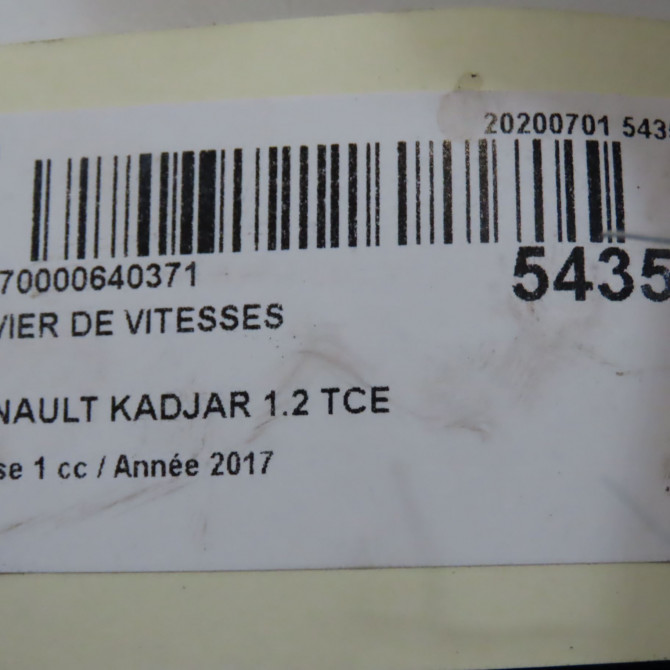 20200701 543
70000640371
5435
VIER DE VITESSES
NAULT KADJAR 1.2 TCE
se 1 cc / Année 2017